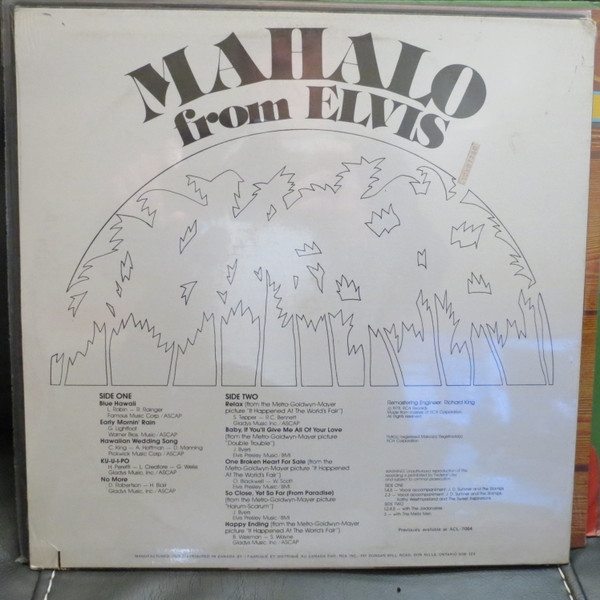 MAHALO
from ELVIS
SIDE ONE
Blue Hawaii
L. Robin — R. Rainger
Famous Music Corp./ASCAP
Early Mornin' Rain
G. Lightfoot
Warner Bros. Music/ASCAP
Hawaiian Wedding Song
C. King — A. Hoffman — D. Manning
Pickwick Music Corp./ASCAP
KU-U-I-PO
H. Peretti — L. Creatore — G. Weiss
Gladys Music Inc./ASCAP
No More
D. Robertson — H. Blair
Gladys Music Inc./ASCAP
SIDE TWO
Relax (from the Metro-Goldwyn-Mayer
picture "It Happened At The World's Fair")
S. Tepper — R.C. Bennett
Gladys Music Inc./ASCAP
Baby, If You'll Give Me All Of Your Love
(from the Metro-Goldwyn-Mayer picture
"Double Trouble")
J. Byers
Elvis Presley Music/BMI
One Broken Heart For Sale (from the
Metro-Goldwyn-Mayer picture "It Happened
At The World's Fair")
O. Blackwell — W. Scott
Elvis Presley Music/BMI
So Close, Yet So Far (From Paradise)
(from the Metro-Goldwyn-Mayer picture
"Harum-Scarum")
J. Byers
Elvis Presley Music/BMI
Happy Ending (from the Metro-Goldwyn-Mayer
picture "It Happened At The World's Fair")
B. Weisman — S. Wayne
Gladys Music Inc./ASCAP
Remastering Engineer: Richard King
SIDE ONE
SIDE TWO
Previously available as ACL-7064